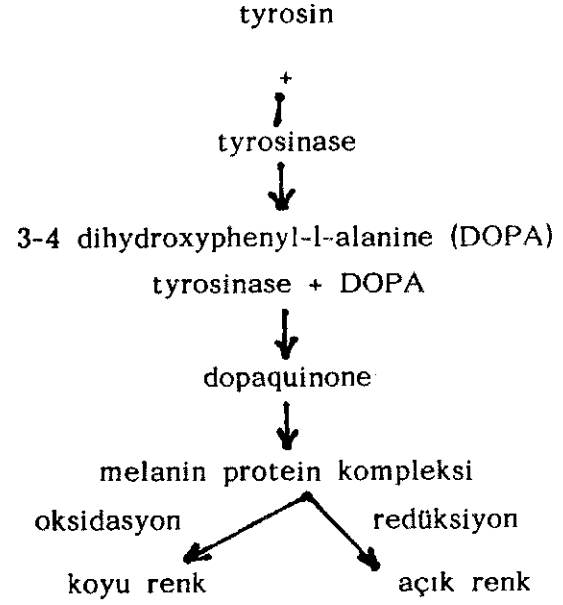 tyrosin
+
tyrosinase
3-4 dihydroxyphenyl-l-alanine (DOPA)
tyrosinase + DOPA
dopaquinone
melanin protein kompleksi
oksidasyon redüksiyon
koyu renk açık renk